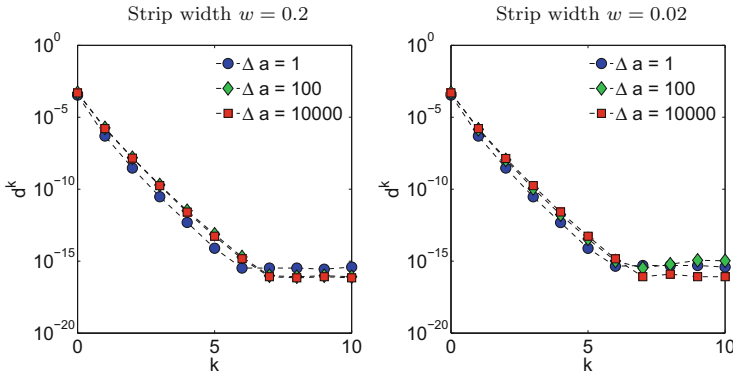 Strip width w = 0.2
10^0
10^-5
10^-10
10^-15
10^-20
d^k
Δ a = 1
Δ a = 100
Δ a = 10000
0 5 10
k
Strip width w = 0.02
10^0
10^-5
10^-10
10^-15
10^-20
d^k
Δ a = 1
Δ a = 100
Δ a = 10000
0 5 10
k